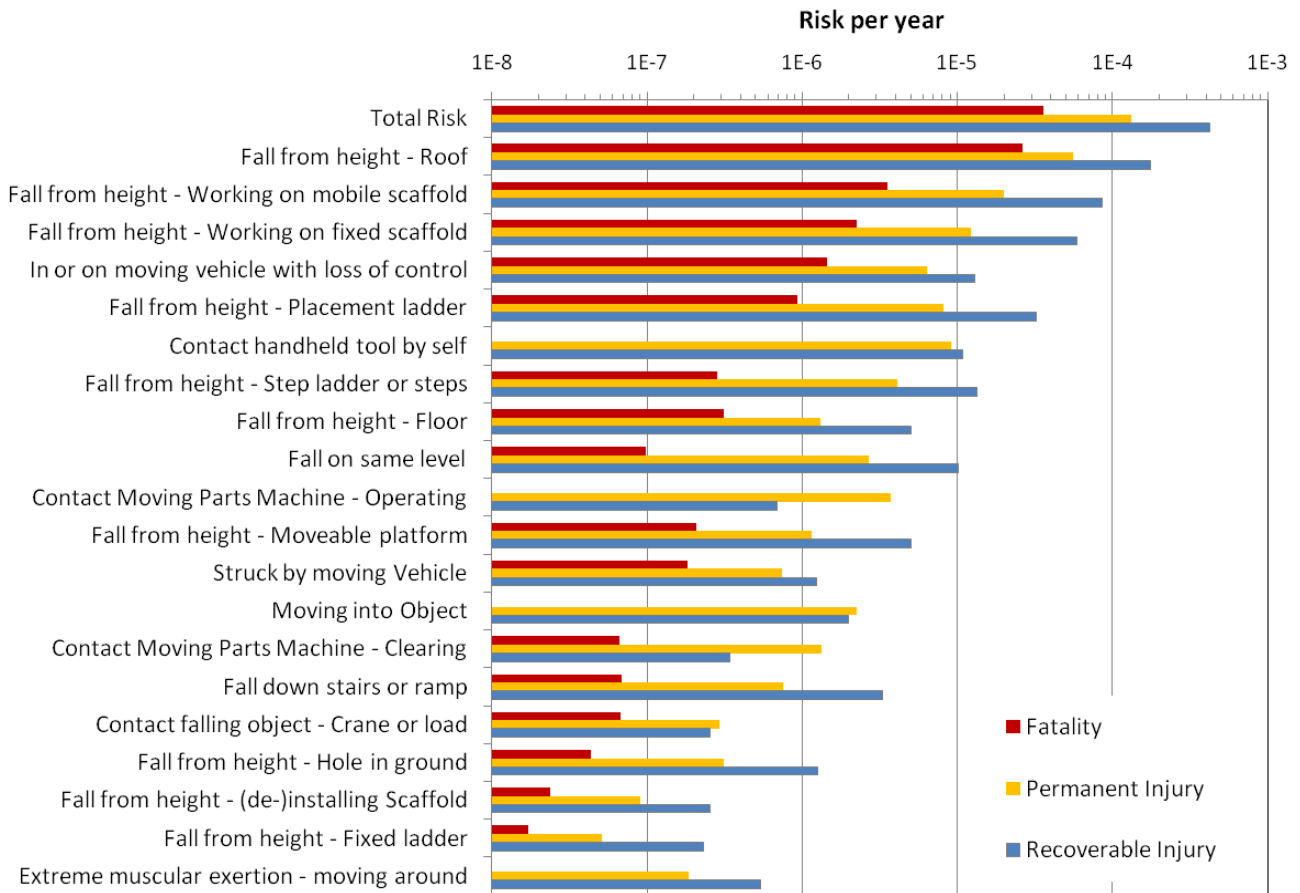 Risk per year
1E-8 1E-7 1E-6 1E-5 1E-4 1E-3
Total Risk
Fall from height - Roof
Fall from height - Working on mobile scaffold
Fall from height - Working on fixed scaffold
In or on moving vehicle with loss of control
Fall from height - Placement ladder
Contact handheld tool by self
Fall from height - Step ladder or steps
Fall from height - Floor
Fall on same level
Contact Moving Parts Machine - Operating
Fall from height - Moveable platform
Struck by moving Vehicle
Moving into Object
Contact Moving Parts Machine - Clearing
Fall down stairs or ramp
Contact falling object - Crane or load
Fall from height - Hole in ground
Fall from height - (de-)installing Scaffold
Fall from height - Fixed ladder
Extreme muscular exertion - moving around
Fatality
Permanent Injury
Recoverable Injury